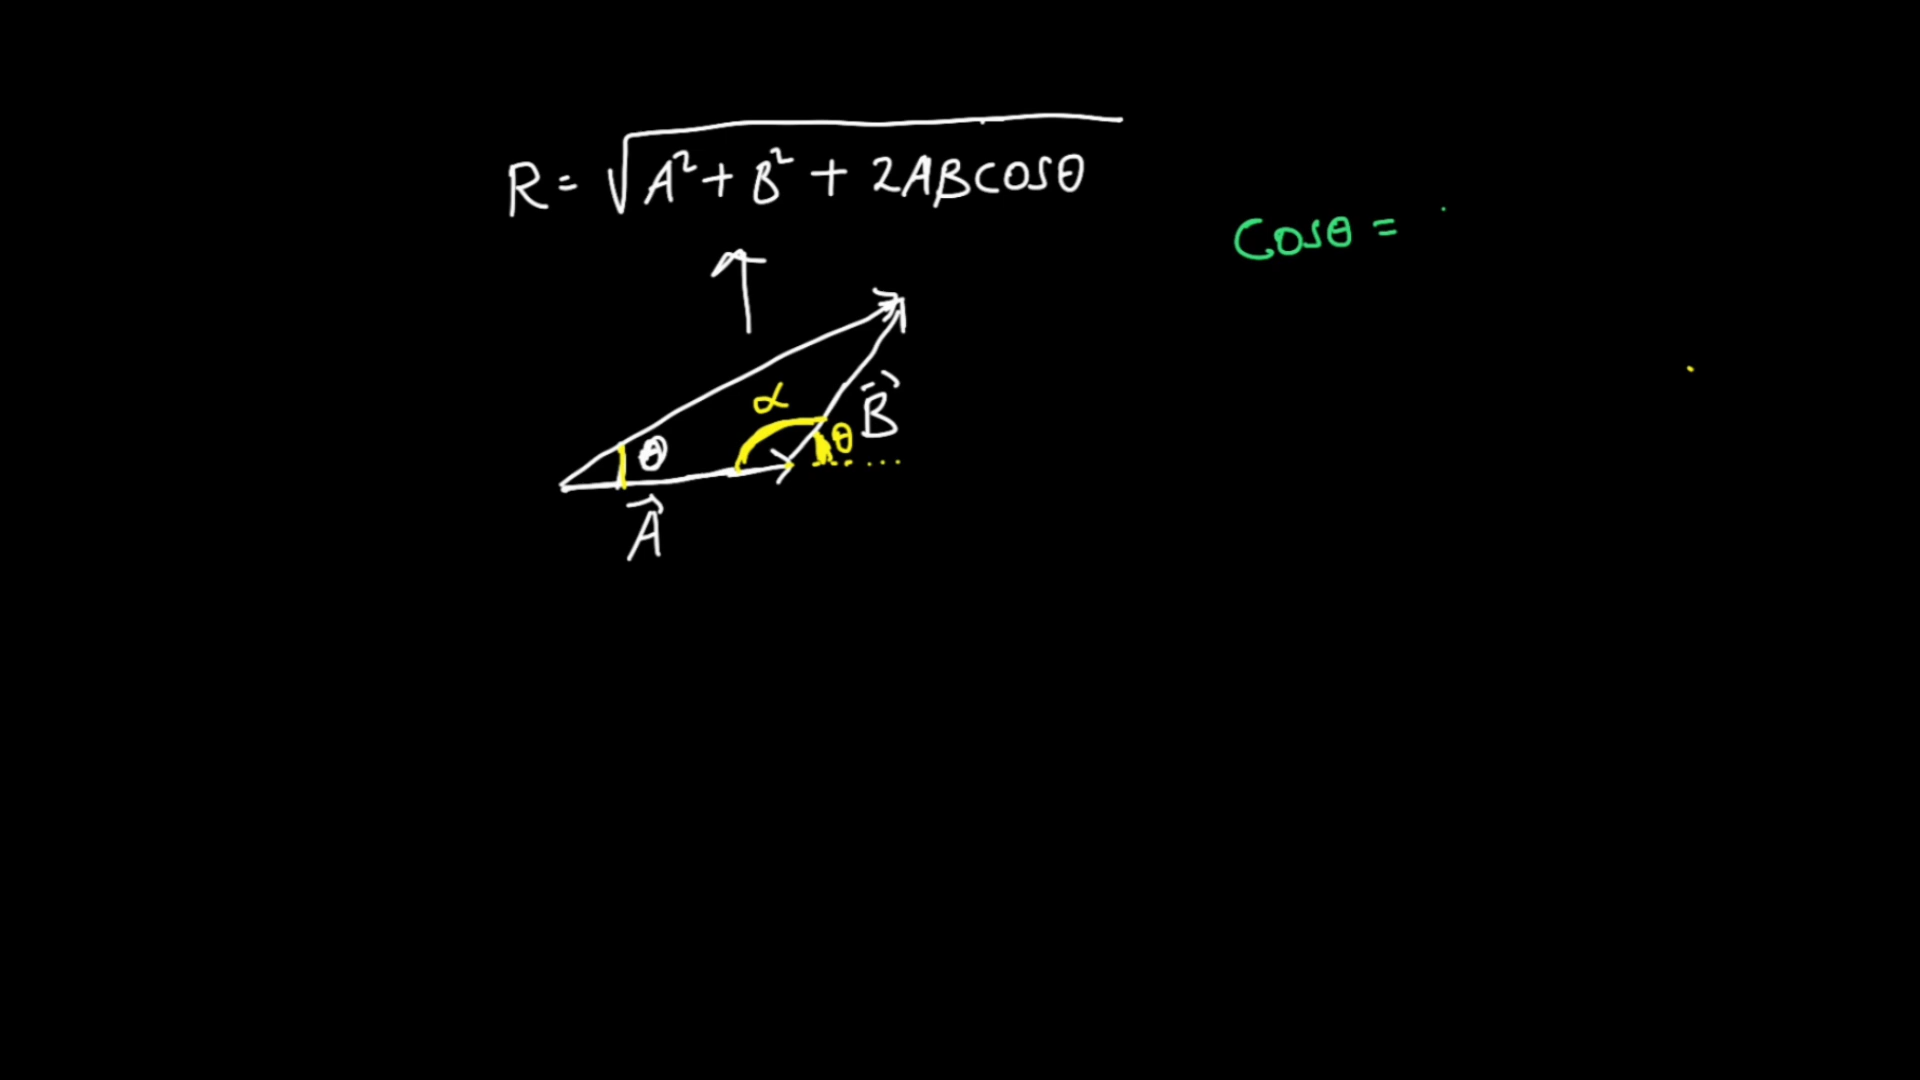 R = √A² + B² + 2ABCOSθ
Cosθ =
α
B⃗
θ
θ
A⃗